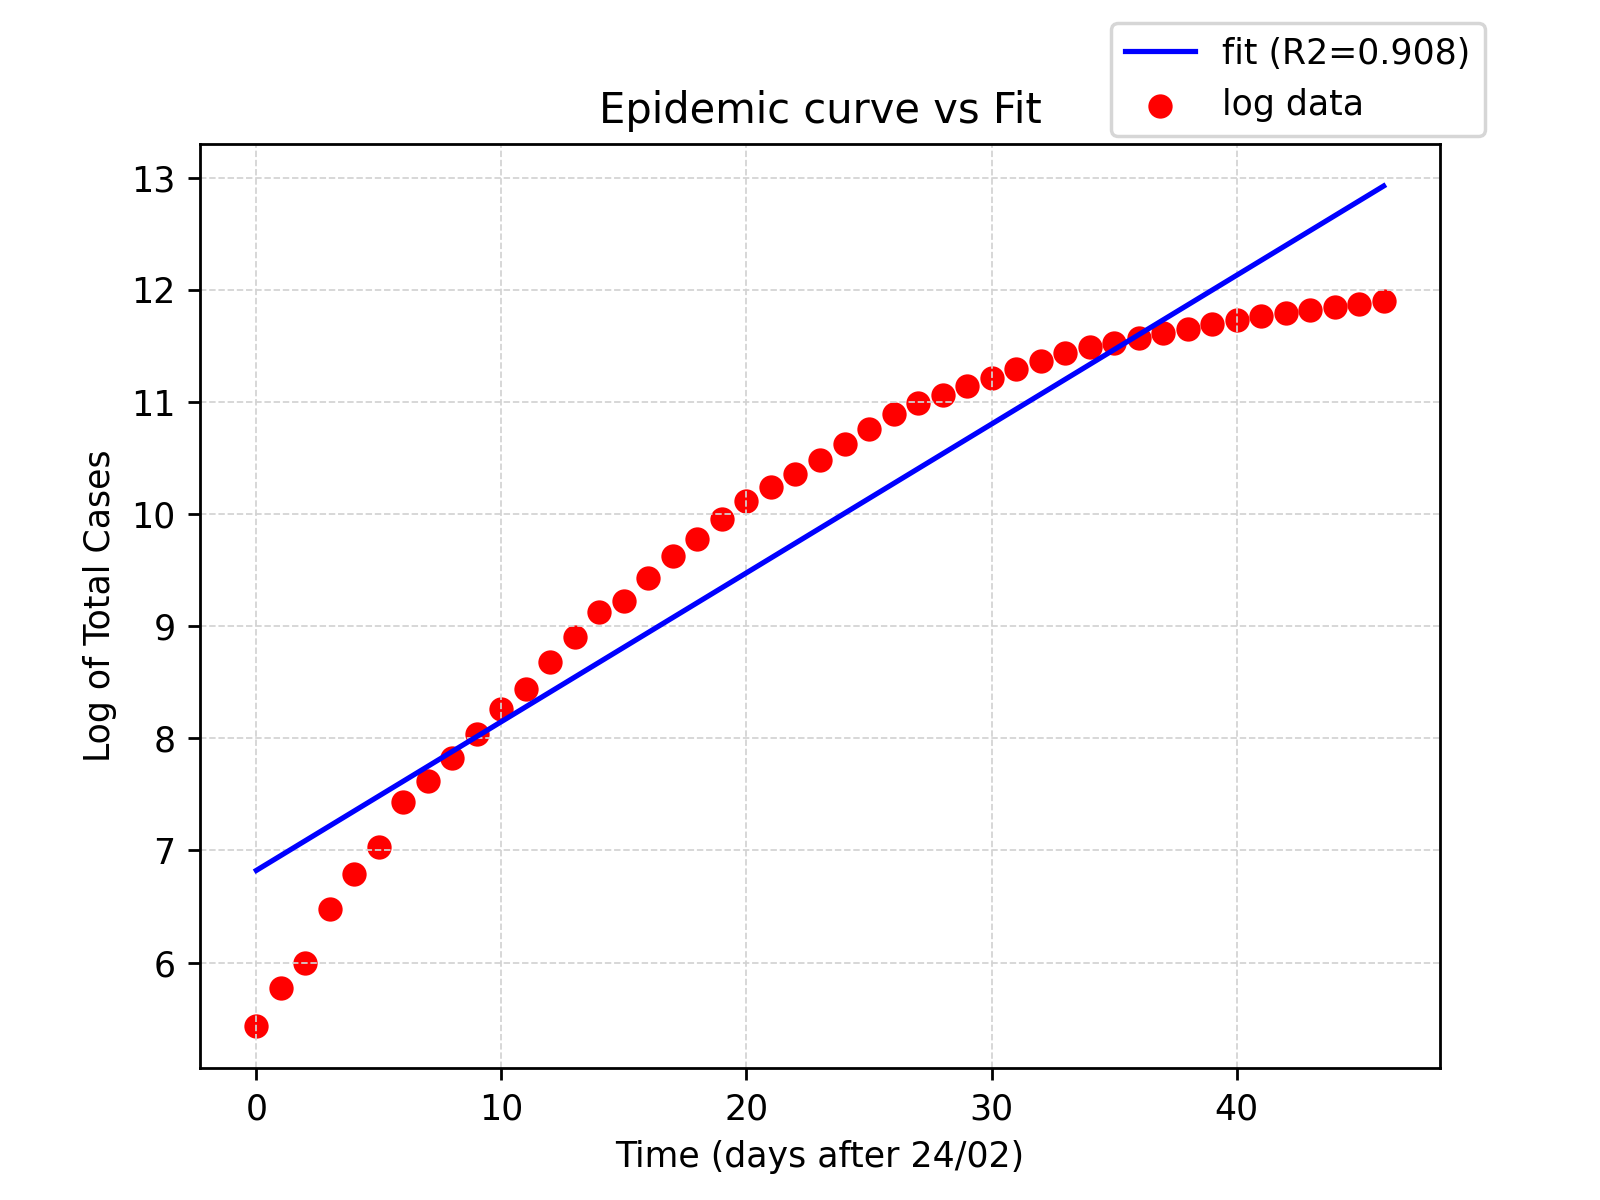 fit (R2=0.908)
log data
Epidemic curve vs Fit
13
12
11
10
9
8
7
6
Log of Total Cases
0 10 20 30 40
Time (days after 24/02)